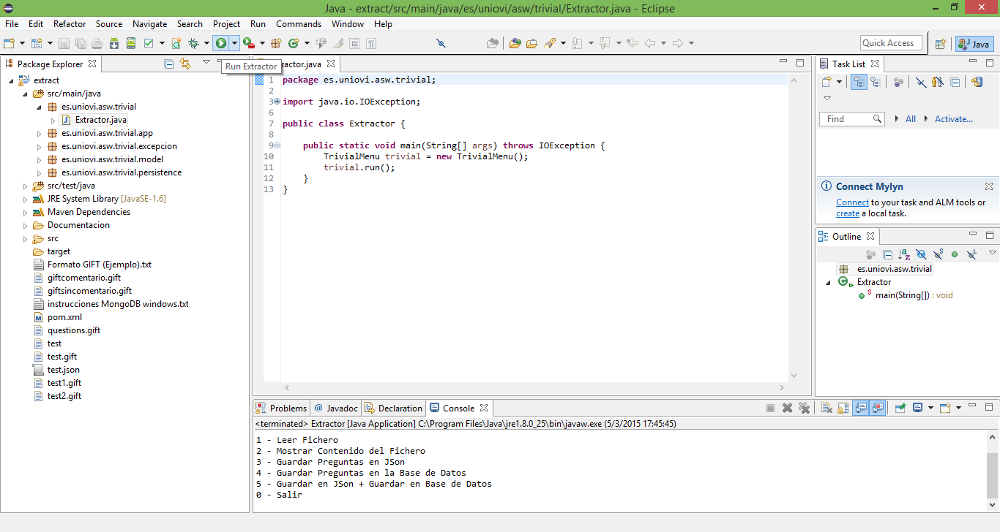 Java - extract/src/main/java/es/uniovi/asw/trivial/Extractor.java - Eclipse
File Edit Refactor Source Navigate Search Project Run Commands Window Help
Quick Access
Java
Package Explorer
Run Extractor
extract
src/main/java
es.uniovi.asw.trivial
Extractor.java
es.uniovi.asw.trivial.app
es.uniovi.asw.trivial.excepcion
es.uniovi.asw.trivial.model
es.uniovi.asw.trivial.persistence
src/test/java
JRE System Library [JavaSE-1.6]
Maven Dependencies
Documentacion
src
target
Formato GIFT (Ejemplo).txt
giftcomentario.gift
giftsincomentario.gift
instrucciones MongoDB windows.txt
pom.xml
questions.gift
test
test.gift
test.json
test1.gift
test2.gift
ctor.java
1 package es.uniovi.asw.trivial;
2
3 import java.io.IOException;
6
7 public class Extractor {
8
9 public static void main(String[] args) throws IOException {
10 TrivialMenu trivial = new TrivialMenu();
11 trivial.run();
12 }
13 }
Task List
Find All Activate...
Connect Mylyn
Connect to your task and ALM tools or
create a local task.
Outline
es.uniovi.asw.trivial
Extractor
main(String[]) : void
Problems @ Javadoc Declaration Console
<terminated> Extractor [Java Application] C:\Program Files\Java\jre1.8.0_25\bin\javaw.exe (5/3/2015 17:45:45)
1 - Leer Fichero
2 - Mostrar Contenido del Fichero
3 - Guardar Preguntas en JSon
4 - Guardar Preguntas en la Base de Datos
5 - Guardar en JSon + Guardar en Base de Datos
0 - Salir